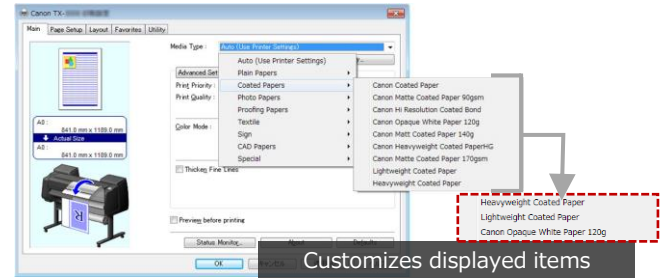 Canon TX-
Main Page Setup Layout Favorites Utility
Media Type : Auto (Use Printer Settings)
Auto (Use Printer Settings)
Advanced Set
Plain Papers
Print Priority :
Coated Papers
Print Quality :
Photo Papers
Proofing Papers
Textile
Color Mode :
Sign
CAD Papers
Special
Canon Coated Paper
Canon Matte Coated Paper 90gsm
Canon Hi Resolution Coated Bond
Canon Opaque White Paper 120g
Canon Matt Coated Paper 140g
Canon Heavyweight Coated PaperHG
Canon Matte Coated Paper 170gsm
Lightweight Coated Paper
Heavyweight Coated Paper
A0 :
841.0 mm x 1189.0 mm
Actual Size
A0 :
841.0 mm x 1189.0 mm
Thicken Fine Lines
Preview before printing
Status Monitor...
About
Defaults
OK
Heavyweight Coated Paper
Lightweight Coated Paper
Canon Opaque White Paper 120g
Customizes displayed items